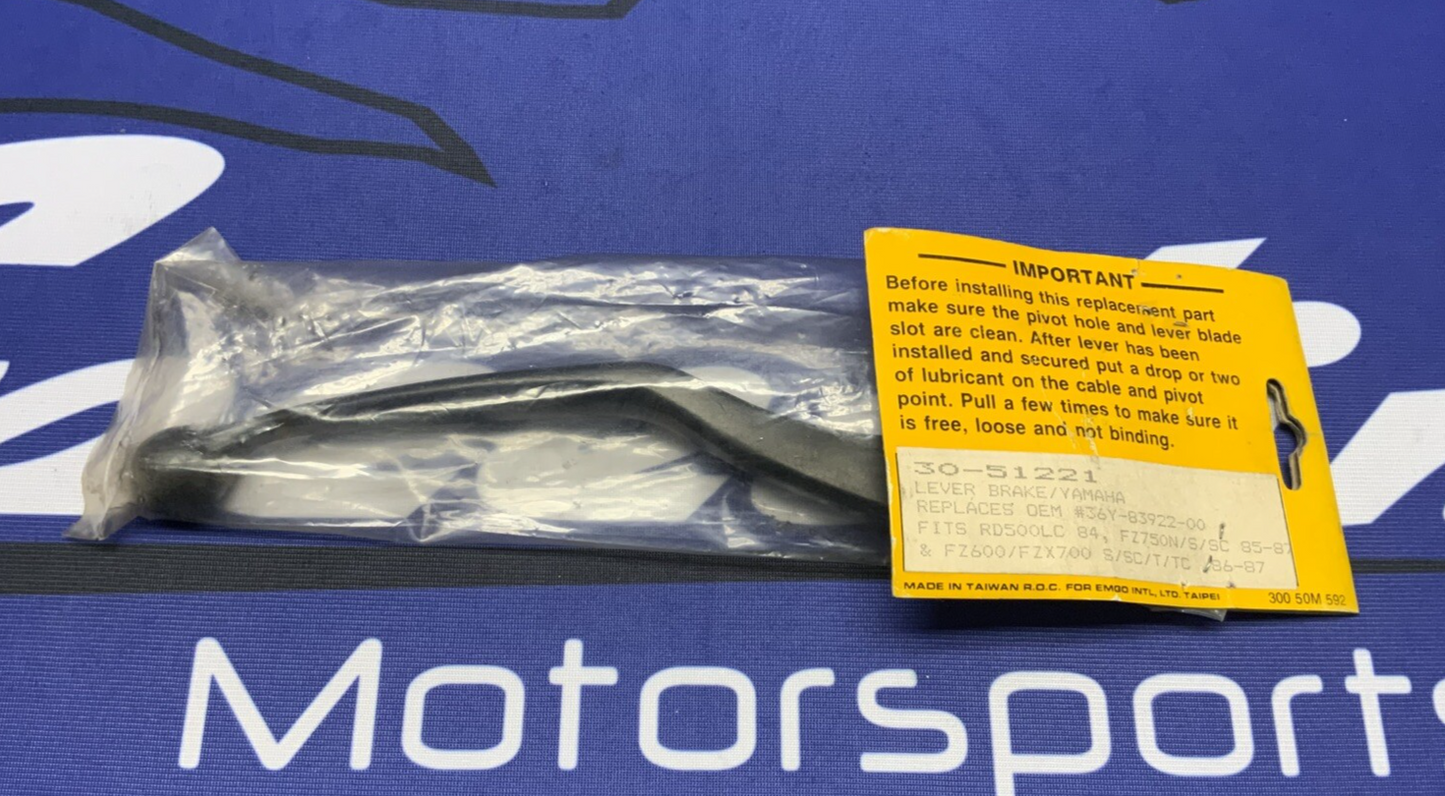 IMPORTANT
Before installing this replacement part
make sure the pivot hole and lever blade
slot are clean. After lever has been
installed and secured put a drop or two
of lubricant on the cable and pivot
point. Pull a few times to make sure it
is free, loose and not binding.
30-51221
LEVER BRAKE/YAMAHA
REPLACES OEM #36Y-83922-00
FITS RD500LC 84, FZ750N/S/SC 85-87
& FZ600/FZX700 S/SC/T/TC 86-87
MADE IN TAIWAN R.O.C. FOR EMGO INTL, LTD. TAIPEI
300 50M 592
Motorsports